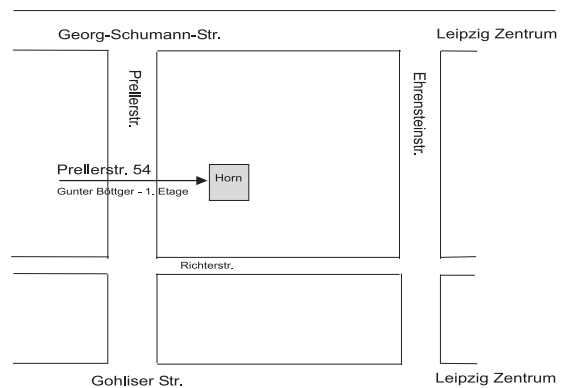 Georg-Schumann-Str.
Leipzig Zentrum
Prellerstr.
Ehrensteinstr.
Prellerstr. 54
Gunter Böttger - 1. Etage
Horn
Richterstr.
Gohliser Str.
Leipzig Zentrum